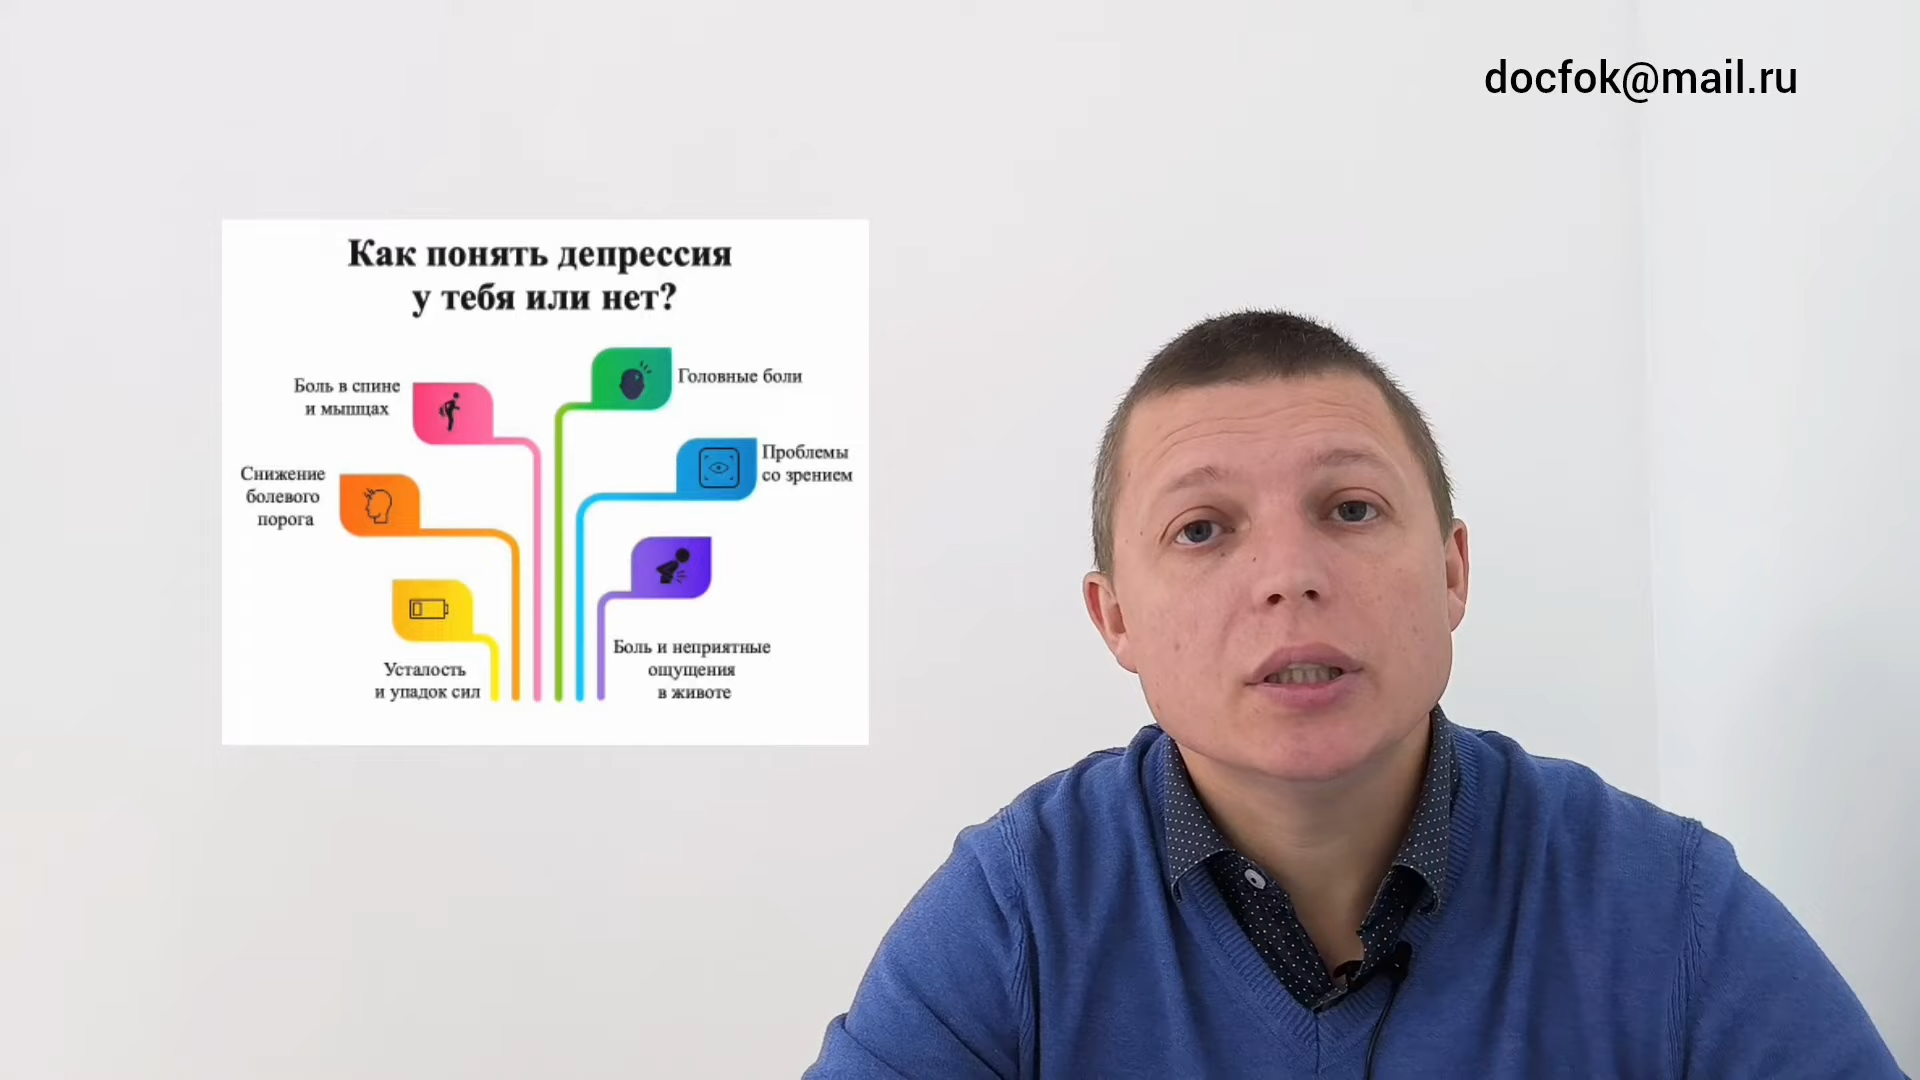 docfok@mail.ru
Как понять депрессия
у тебя или нет?
Боль в спине
и мышцах
Головные боли
Снижение
болевого
порога
Проблемы
со зрением
Усталость
и упадок сил
Боль и неприятные
ощущения
в животе